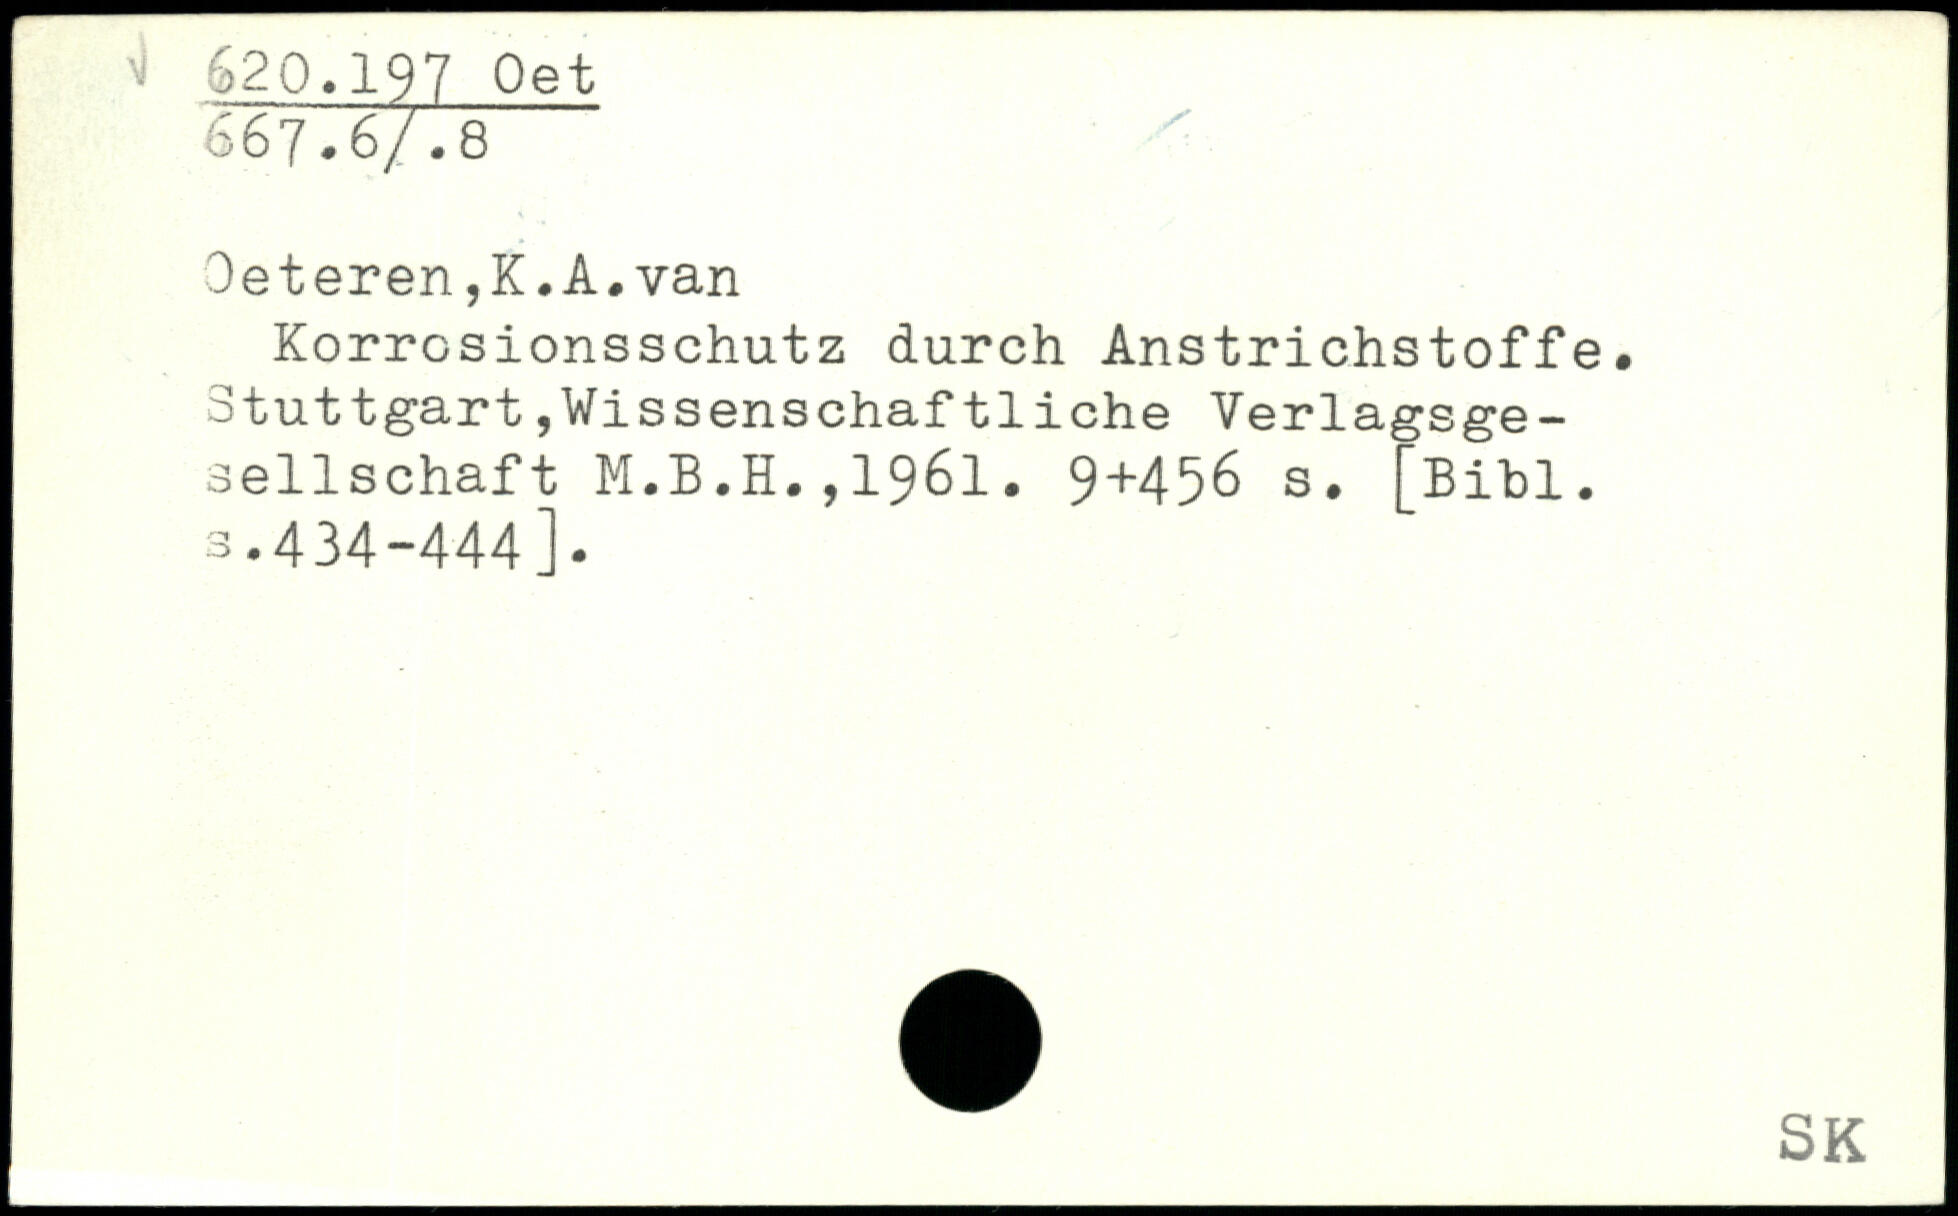 620.197 Oet
667.6/.8
Oeteren,K.A.van
Korrosionsschutz durch Anstrichstoffe.
Stuttgart,Wissenschaftliche Verlagsge-
sellschaft M.B.H.,1961. 9+456 s. [Bibl.
s.434-444].
SK